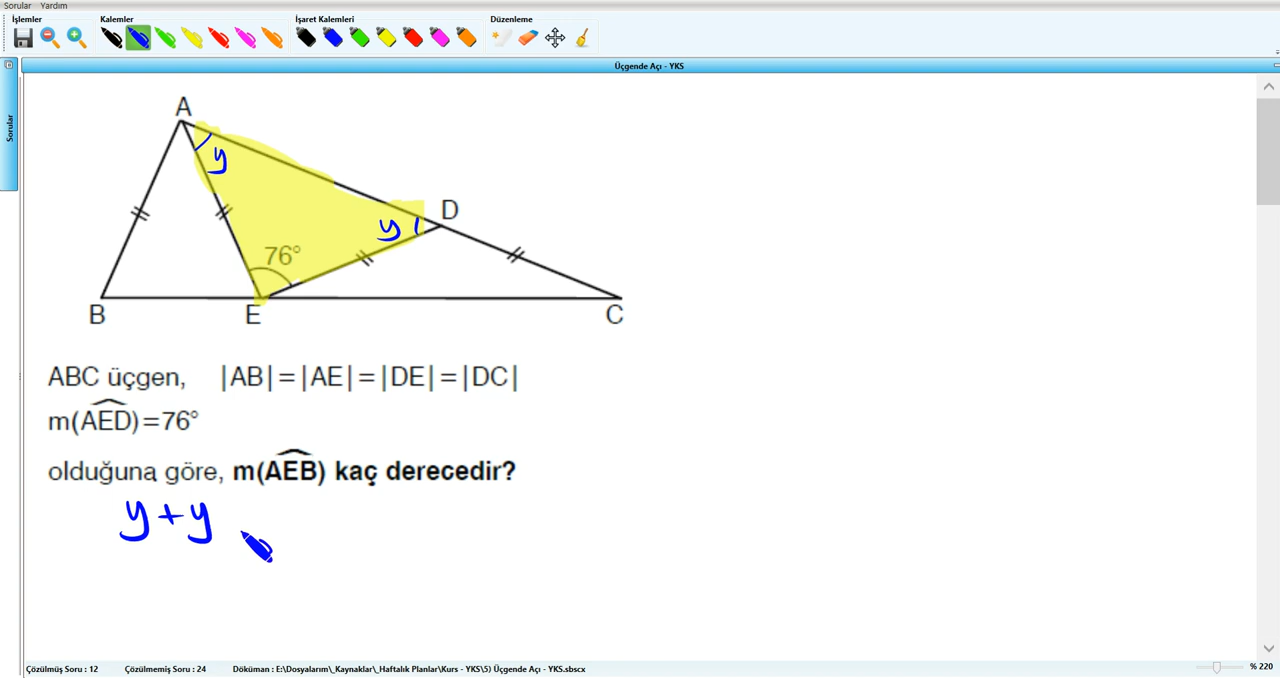 Sorular Yardım
İşlemler Kalemler İşaret Kalemleri Düzenleme
Üçgende Açı - YKS
Sorular
A
y
D
y
76°
B E C
ABC üçgen, |AB|=|AE|=|DE|=|DC|
m(AED)=76°
olduğuna göre, m(AEB) kaç derecedir?
y+y
Çözülmüş Soru : 12 Çözülmemiş Soru : 24 Döküman : E:\Dosyalarım\_Kaynaklar\_Haftalık Planlar\Kurs - YKS\5) Üçgende Açı - YKS.sbscx % 220